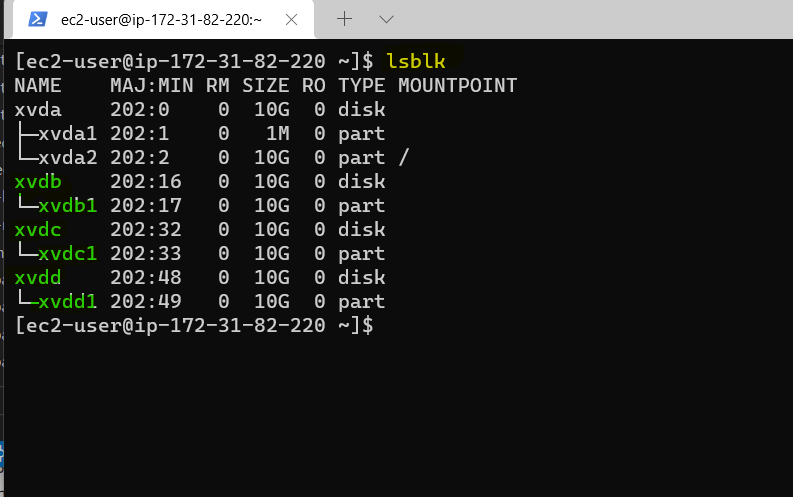 ec2-user@ip-172-31-82-220:~
[ec2-user@ip-172-31-82-220 ~]$ lsblk
NAME    MAJ:MIN RM SIZE RO TYPE MOUNTPOINT
xvda    202:0    0  10G  0 disk
├─xvda1 202:1    0   1M  0 part
└─xvda2 202:2    0  10G  0 part /
xvdb    202:16   0  10G  0 disk
└─xvdb1 202:17   0  10G  0 part
xvdc    202:32   0  10G  0 disk
└─xvdc1 202:33   0  10G  0 part
xvdd    202:48   0  10G  0 disk
└─xvdd1 202:49   0  10G  0 part
[ec2-user@ip-172-31-82-220 ~]$